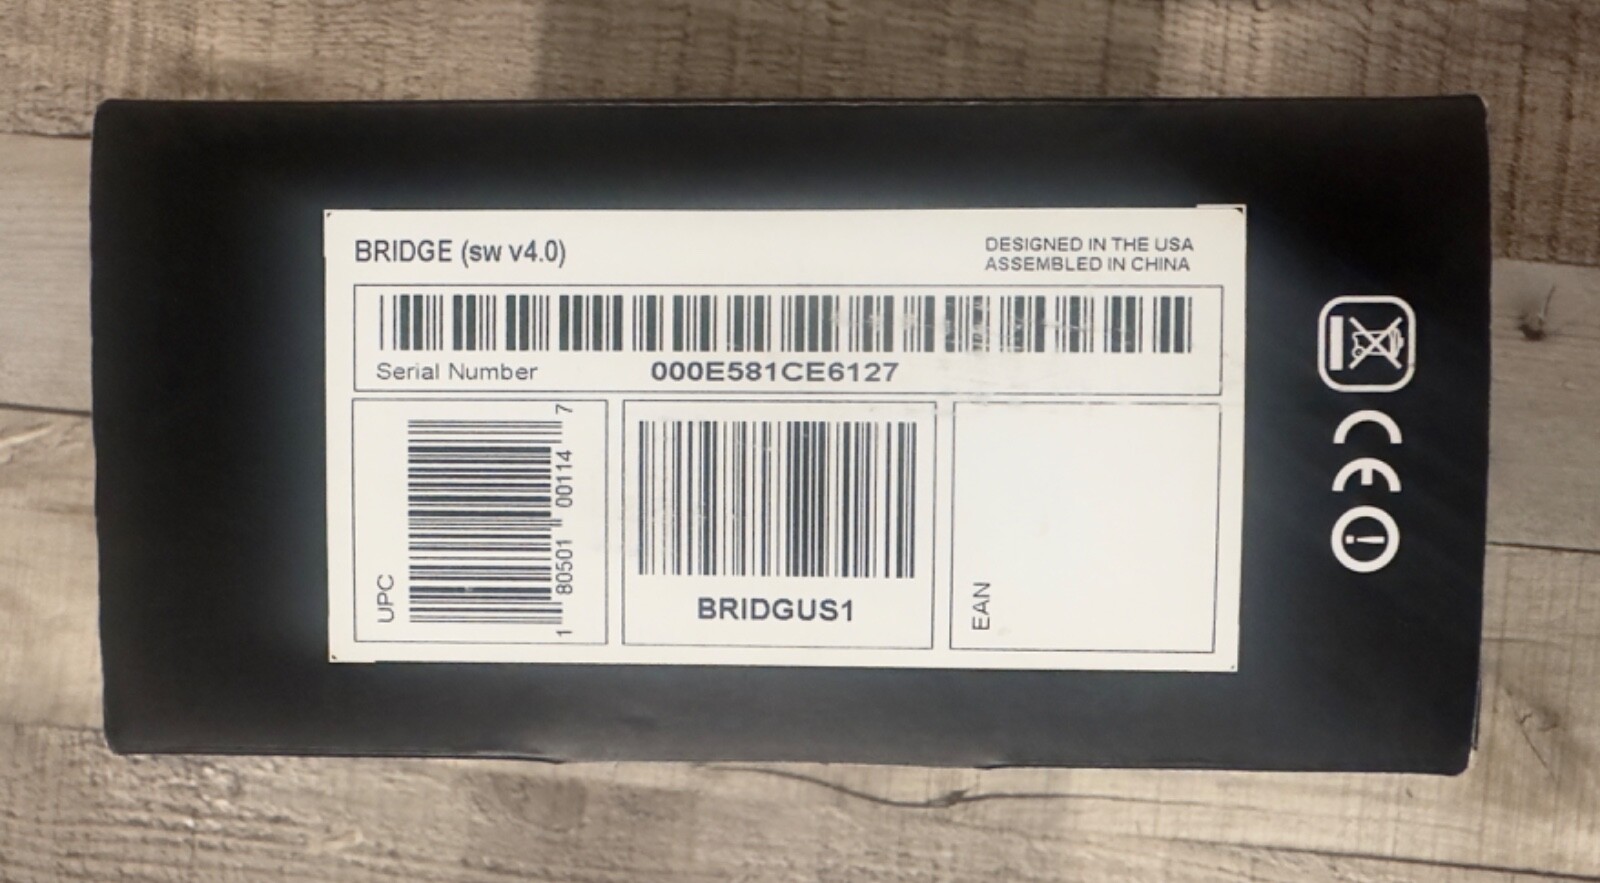 BRIDGE (sw v4.0)
DESIGNED IN THE USA
ASSEMBLED IN CHINA
Serial Number 000E581CE6127
UPC
1 80501 00114 7
BRIDGUS1
EAN
CE